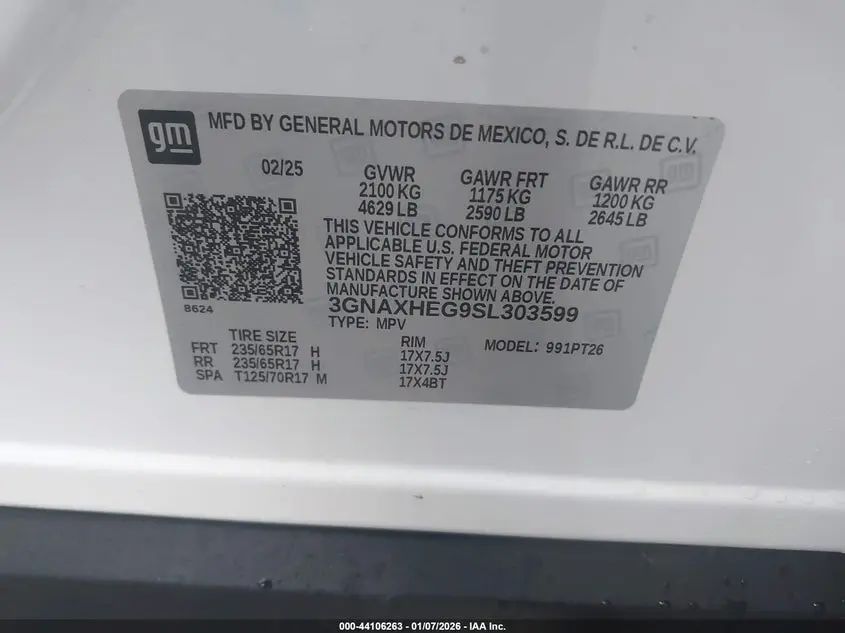 gm
MFD BY GENERAL MOTORS DE MEXICO, S. DE R.L. DE C.V.
02/25
GVWR
2100 KG
4629 LB
GAWR FRT
1175 KG
2590 LB
GAWR RR
1200 KG
2645 LB
THIS VEHICLE CONFORMS TO ALL
APPLICABLE U.S. FEDERAL MOTOR
VEHICLE SAFETY AND THEFT PREVENTION
STANDARDS IN EFFECT ON THE DATE OF
MANUFACTURE SHOWN ABOVE.
8624
3GNAXHEG9SL303599
TYPE: MPV
TIRE SIZE
FRT 235/65R17 H
RR 235/65R17 H
SPA T125/70R17 M
RIM
17X7.5J
17X7.5J
17X4BT
MODEL: 991PT26
000-44106263 - 01/07/2026 - IAA Inc.